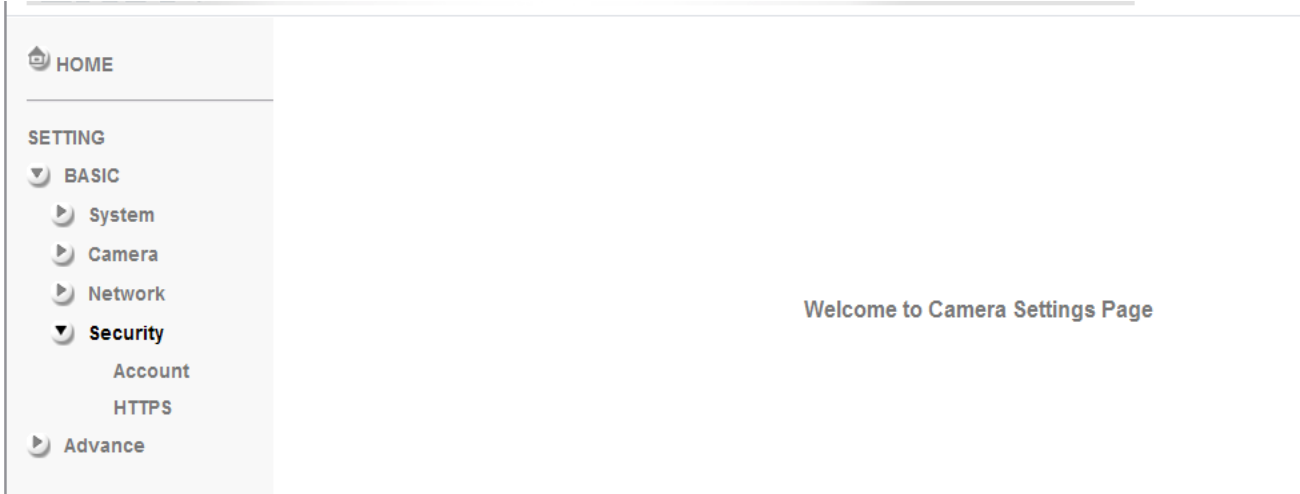 HOME
SETTING
BASIC
System
Camera
Network
Security
Account
HTTPS
Advance
Welcome to Camera Settings Page